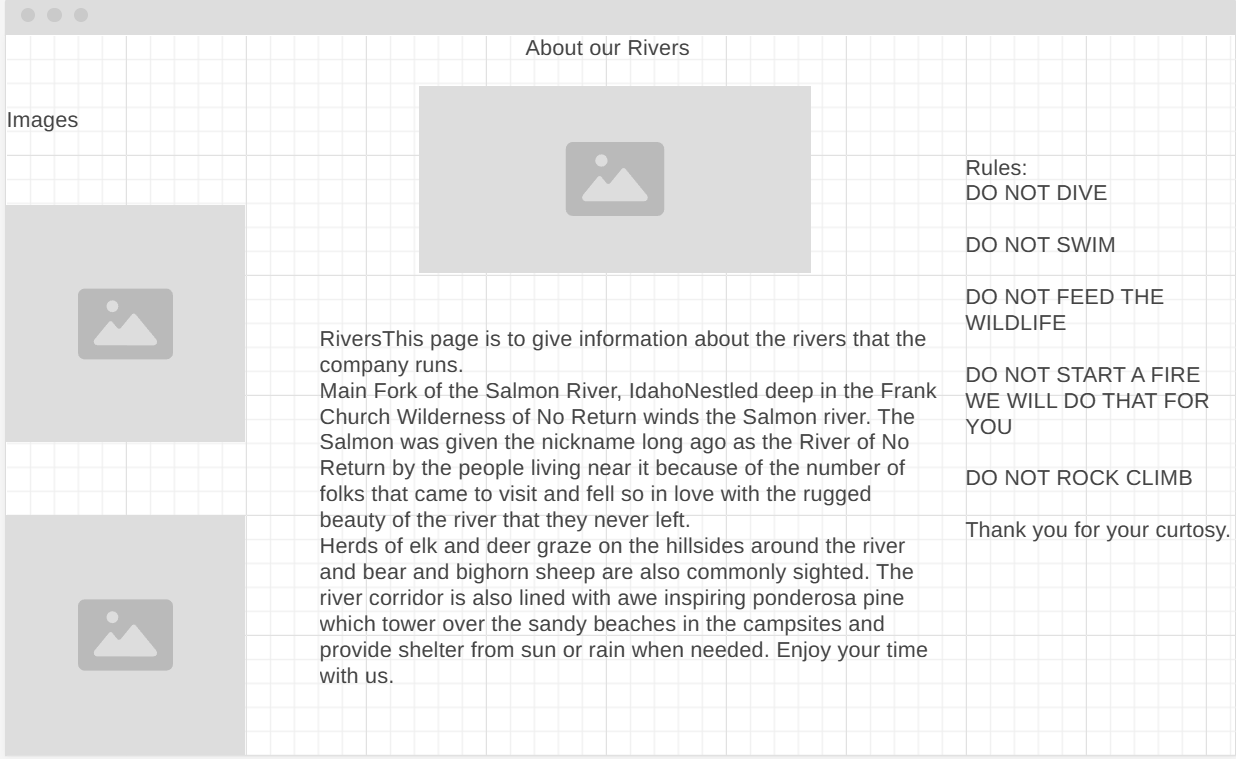 About our Rivers
Images
RiversThis page is to give information about the rivers that the
company runs.
Main Fork of the Salmon River, IdahoNestled deep in the Frank
Church Wilderness of No Return winds the Salmon river. The
Salmon was given the nickname long ago as the River of No
Return by the people living near it because of the number of
folks that came to visit and fell so in love with the rugged
beauty of the river that they never left.
Herds of elk and deer graze on the hillsides around the river
and bear and bighorn sheep are also commonly sighted. The
river corridor is also lined with awe inspiring ponderosa pine
which tower over the sandy beaches in the campsites and
provide shelter from sun or rain when needed. Enjoy your time
with us.
Rules:
DO NOT DIVE
DO NOT SWIM
DO NOT FEED THE
WILDLIFE
DO NOT START A FIRE
WE WILL DO THAT FOR
YOU
DO NOT ROCK CLIMB
Thank you for your curtosy.